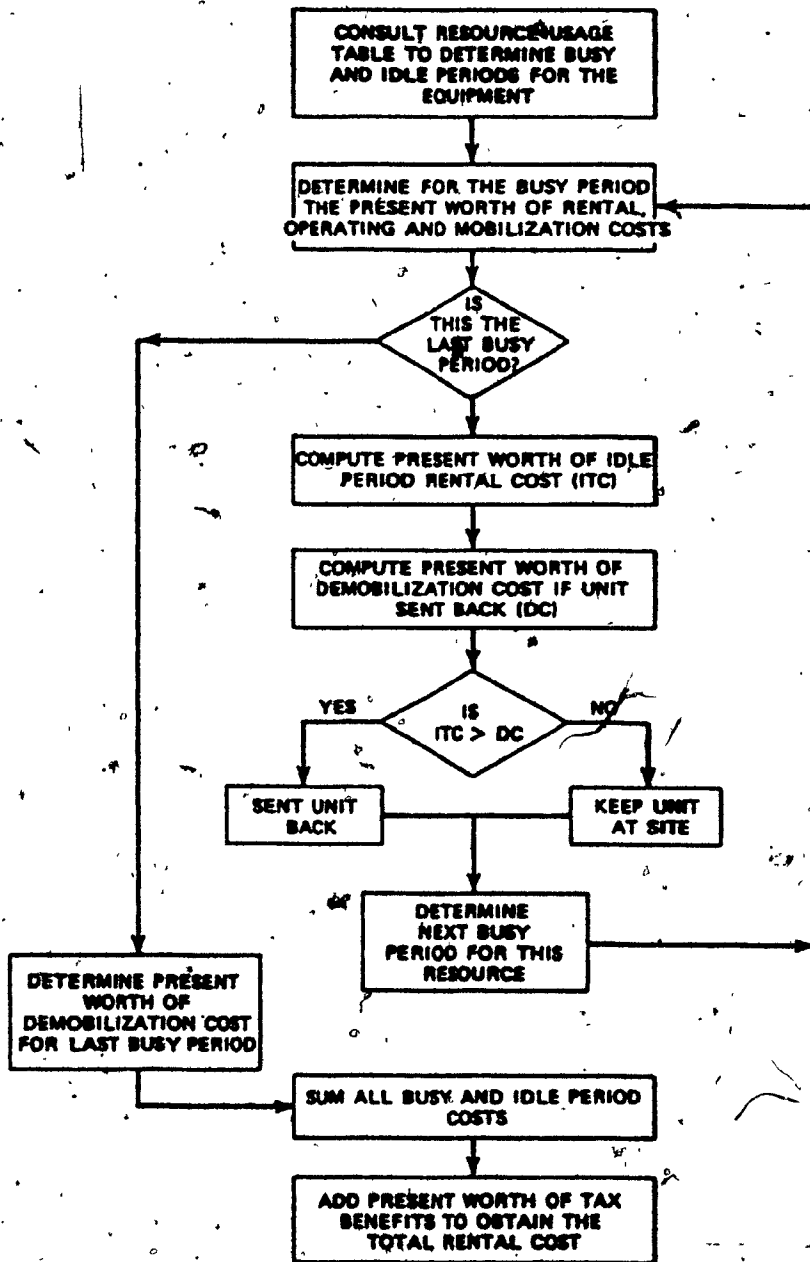 CONSULT RESOURCE USAGE
TABLE TO DETERMINE BUSY
AND IDLE PERIODS FOR THE
EQUIPMENT
DETERMINE FOR THE BUSY PERIOD
THE PRESENT WORTH OF RENTAL,
OPERATING AND MOBILIZATION COSTS
IS
THIS THE
LAST BUSY
PERIOD?
COMPUTE PRESENT WORTH OF IDLE
PERIOD RENTAL COST (ITC)
COMPUTE PRESENT WORTH OF
DEMOBILIZATION COST IF UNIT
SENT BACK (DC)
YES
IS
ITC > DC
NO
SENT UNIT
BACK
KEEP UNIT
AT SITE
DETERMINE
NEXT BUSY
PERIOD FOR THIS
RESOURCE
DETERMINE PRESENT
WORTH OF
DEMOBILIZATION COST
FOR LAST BUSY PERIOD
SUM ALL BUSY AND IDLE PERIOD
COSTS
ADD PRESENT WORTH OF TAX
BENEFITS TO OBTAIN THE
TOTAL RENTAL COST